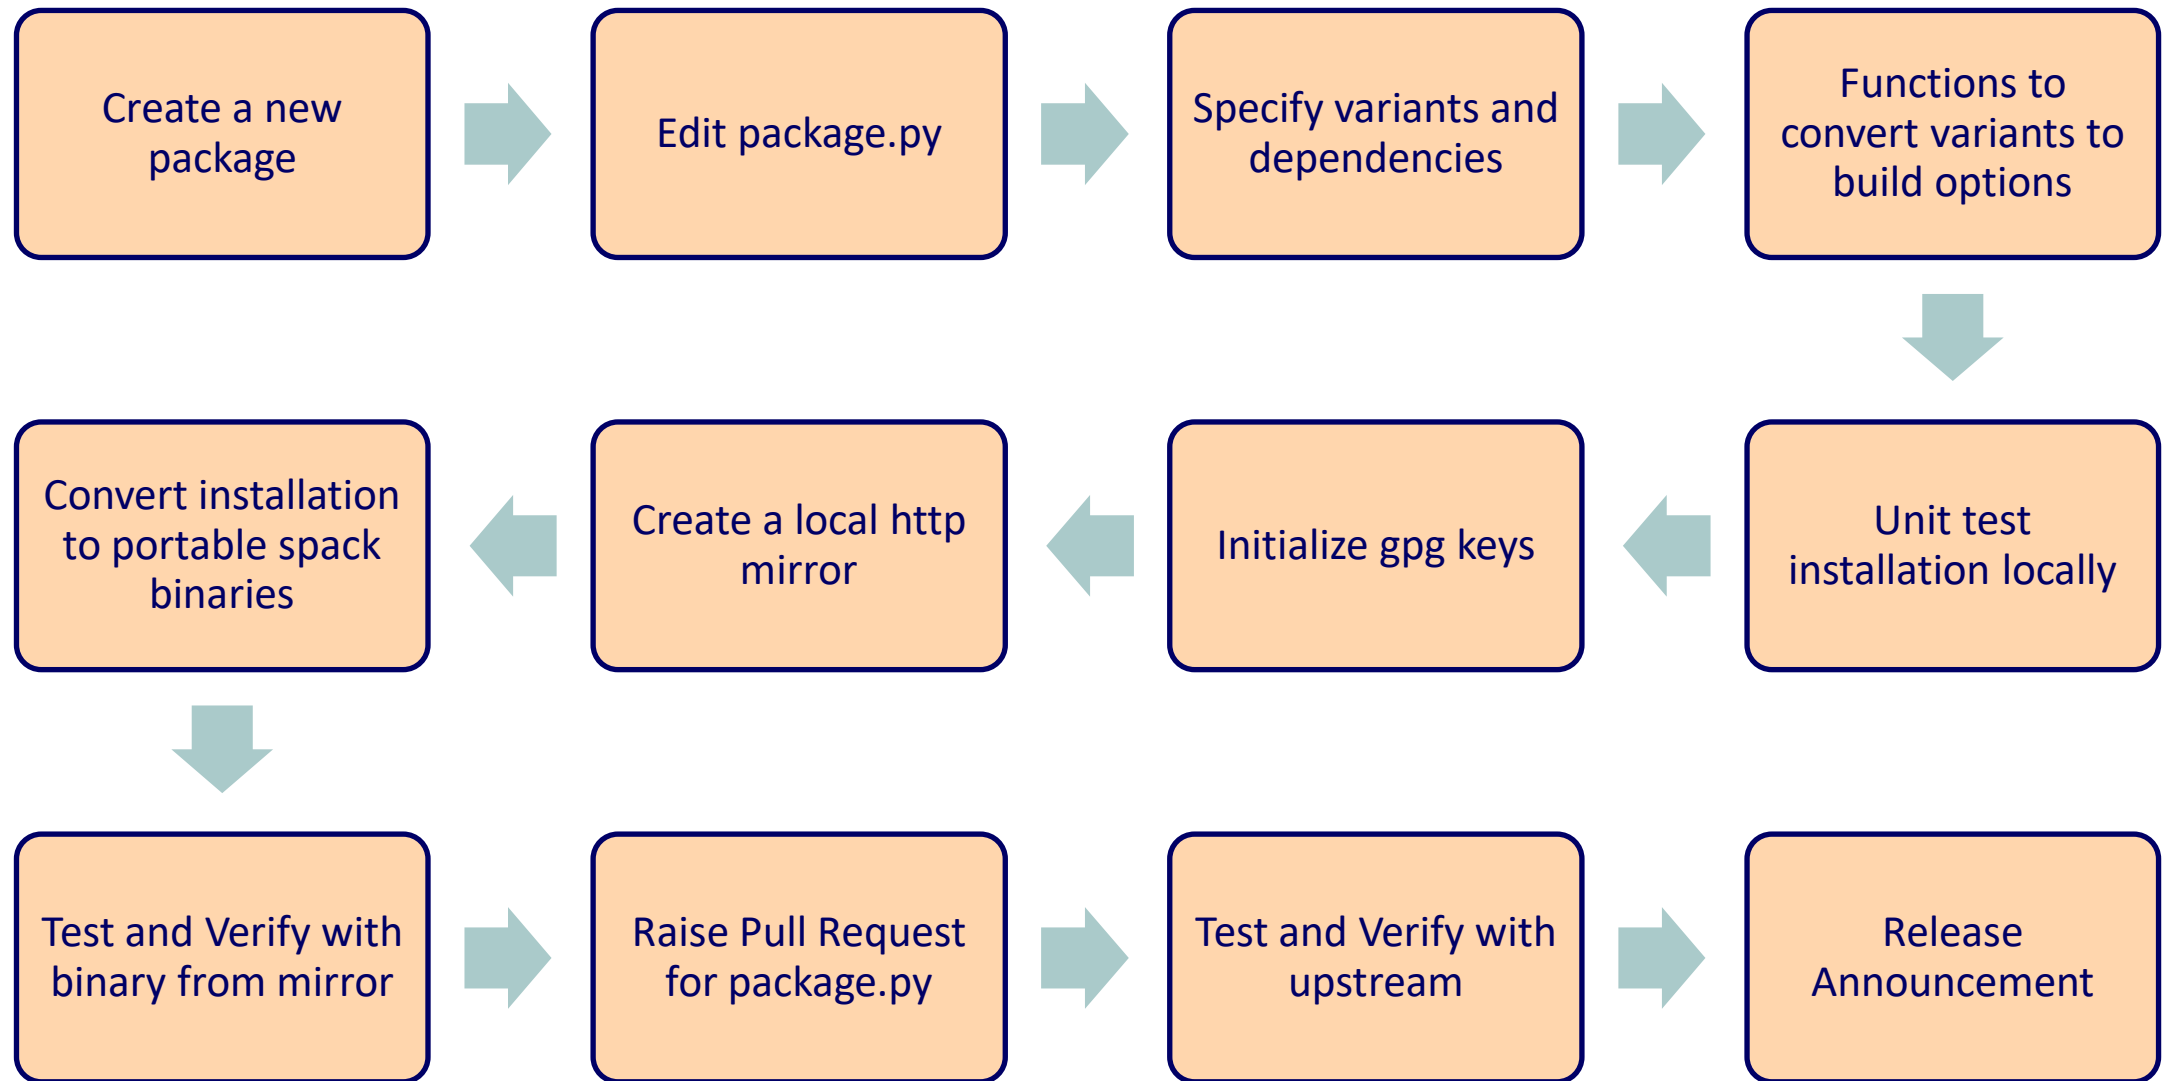 Create a new
package
Edit package.py
Specify variants and
dependencies
Functions to
convert variants to
build options
Unit test
installation locally
Initialize gpg keys
Create a local http
mirror
Convert installation
to portable spack
binaries
Test and Verify with
binary from mirror
Raise Pull Request
for package.py
Test and Verify with
upstream
Release
Announcement